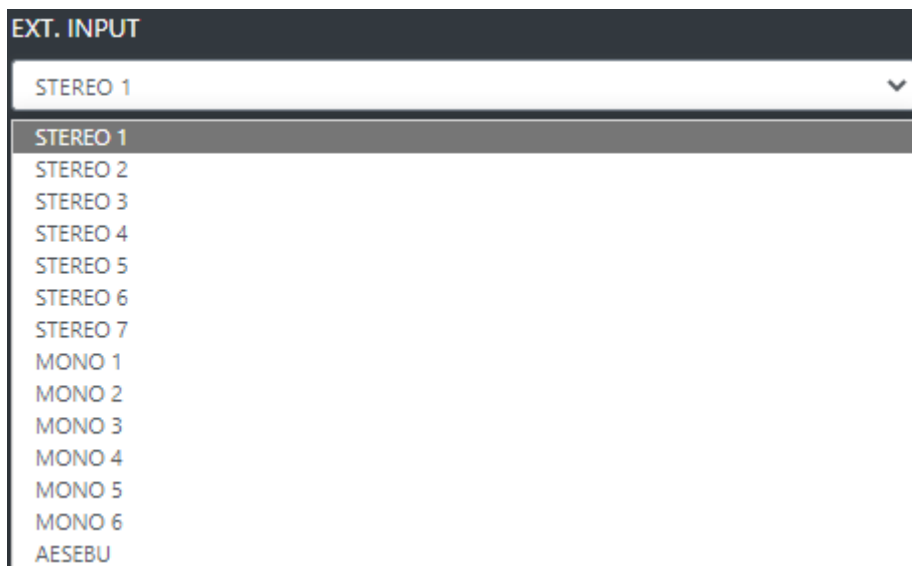 EXT. INPUT
STEREO 1
STEREO 1
STEREO 2
STEREO 3
STEREO 4
STEREO 5
STEREO 6
STEREO 7
MONO 1
MONO 2
MONO 3
MONO 4
MONO 5
MONO 6
AESEBU